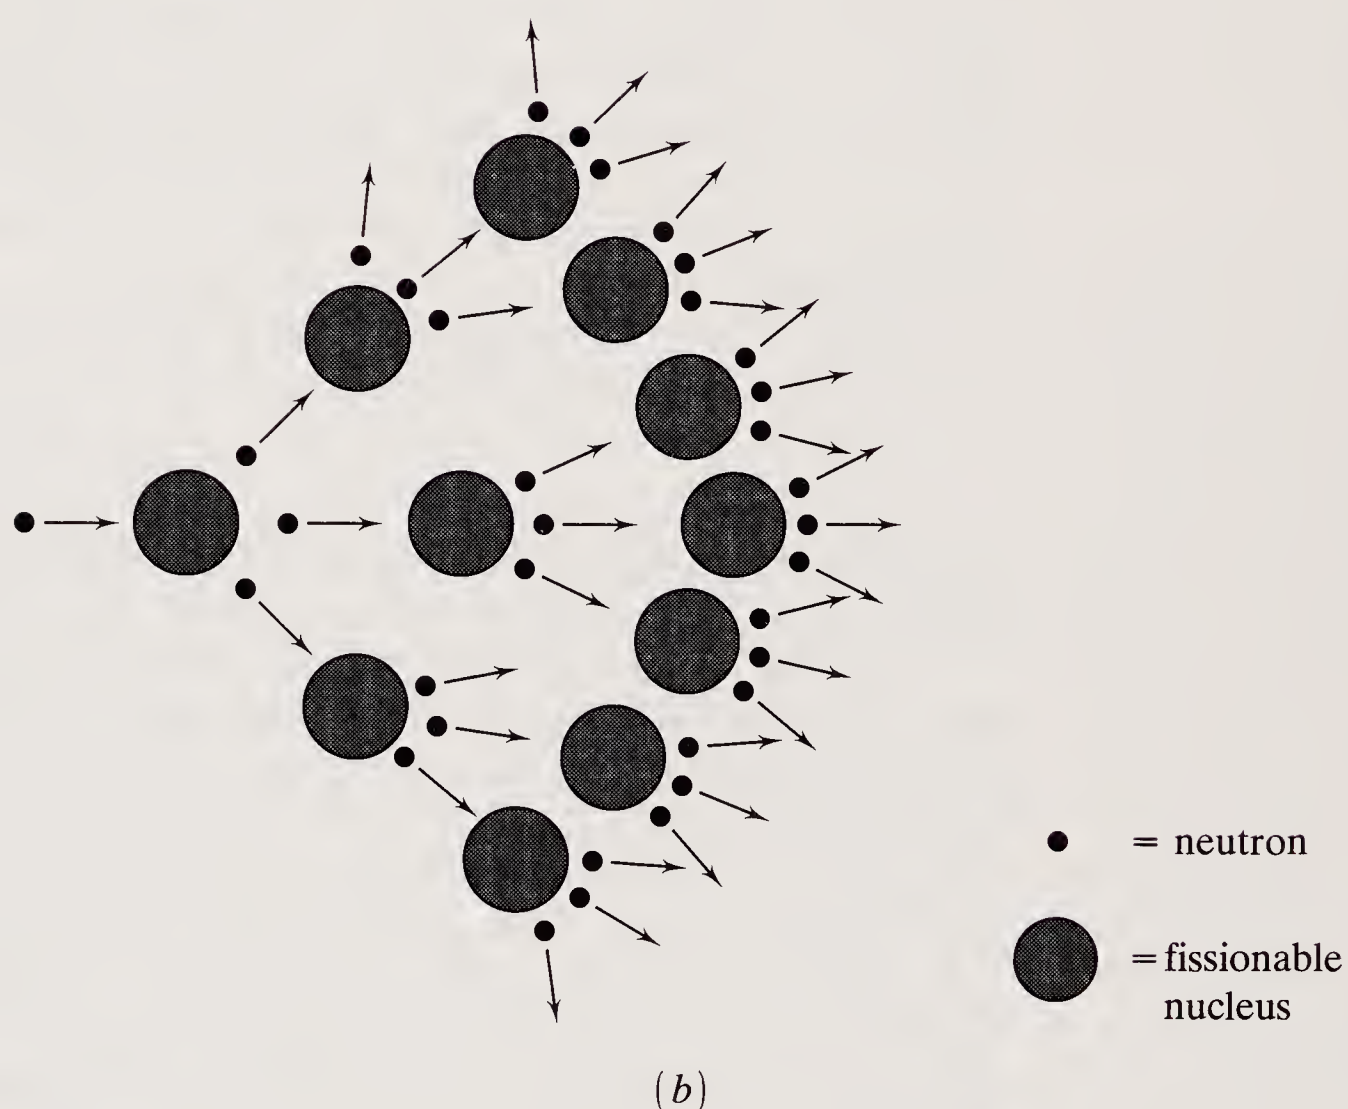 = neutron
= fissionable
nucleus
(b)